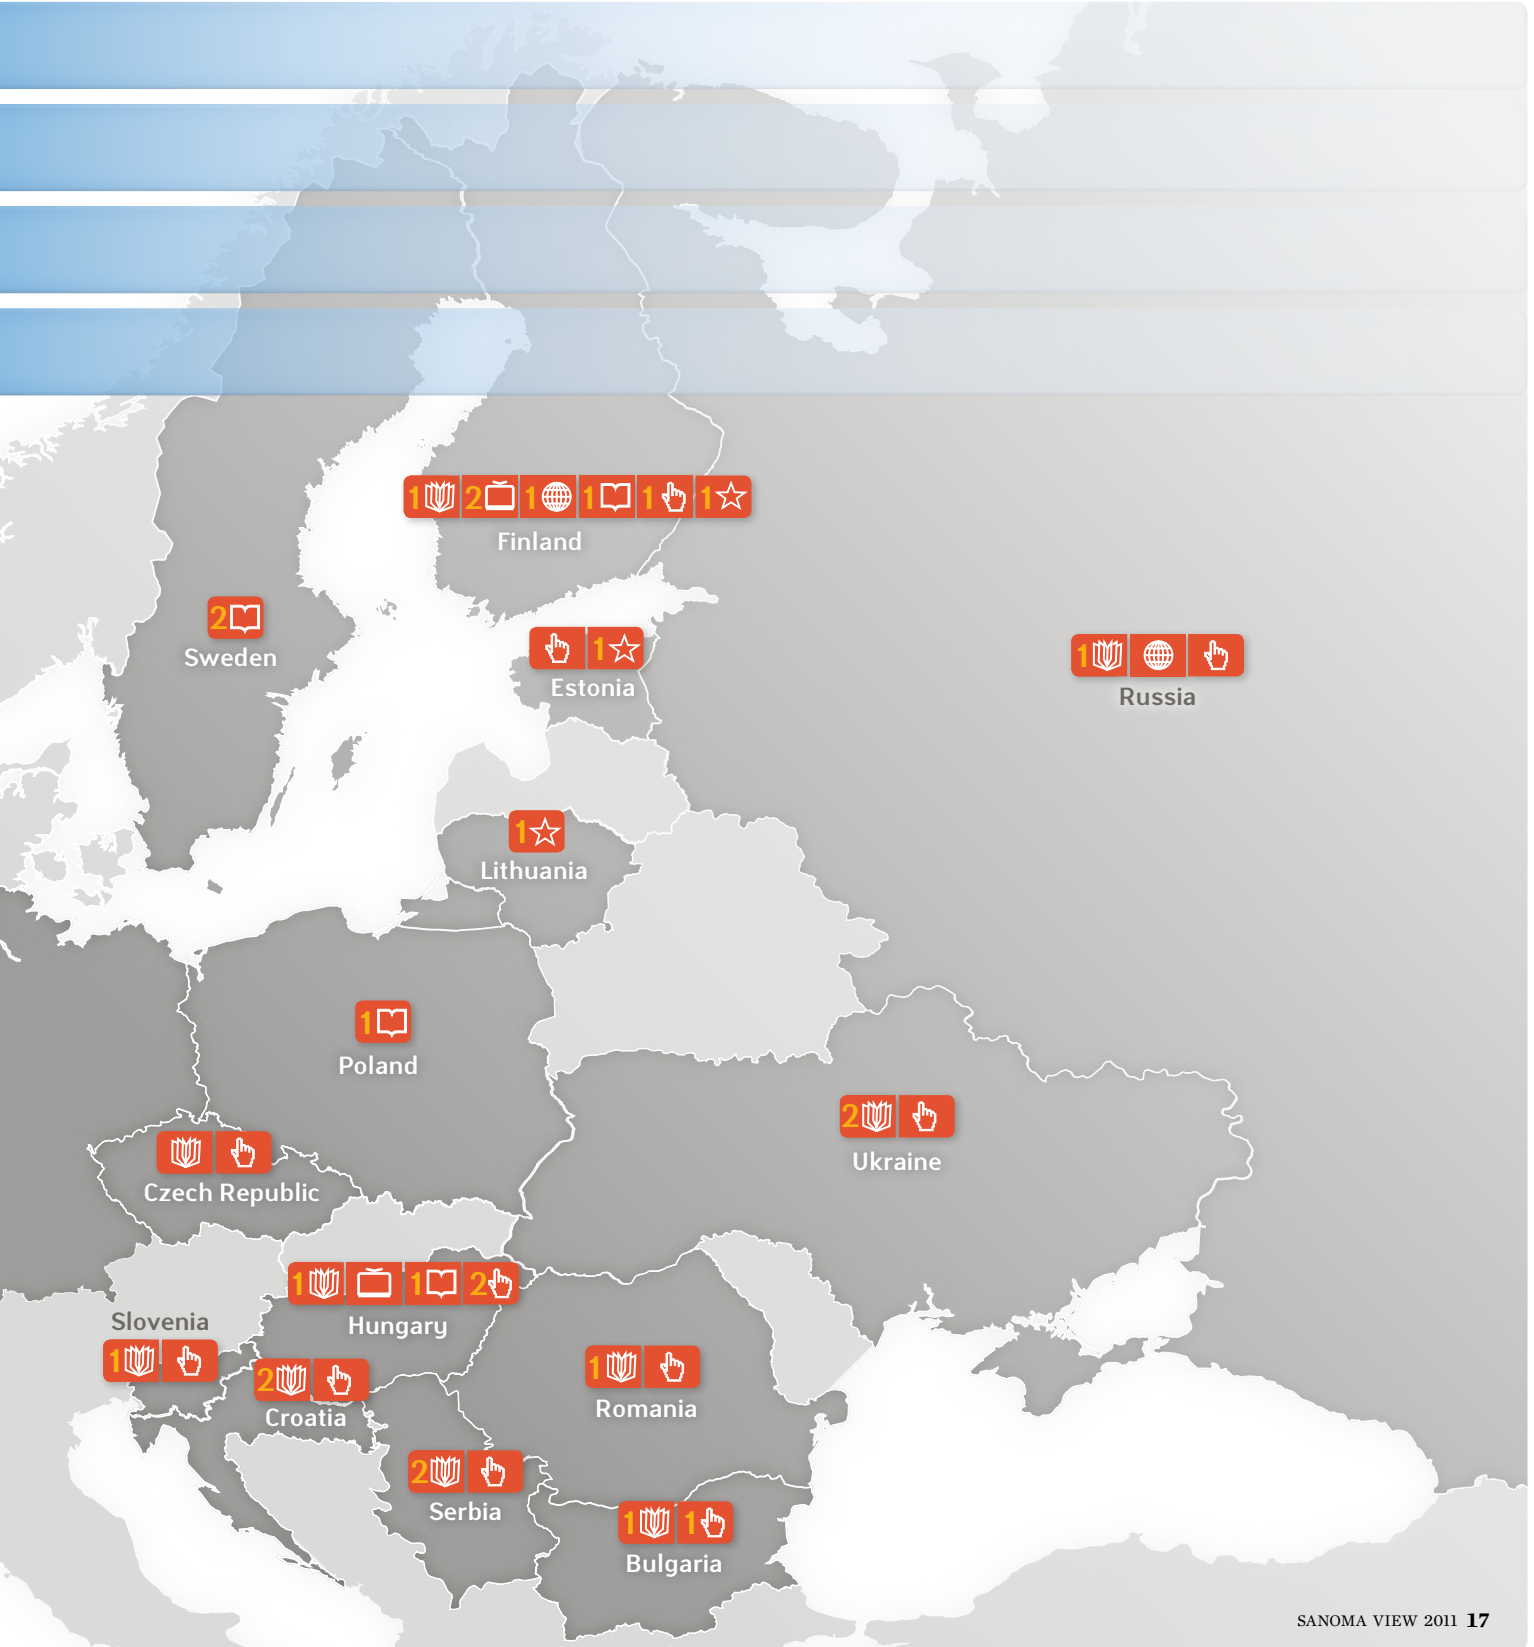 1 2 1 1 1 1
Finland
2
Sweden
1
Estonia
1
Russia
1
Lithuania
1
Poland
2
Ukraine
Czech Republic
1 1 2
Hungary
Slovenia
1
2
Croatia
1
Romania
2
Serbia
1 1
Bulgaria
SANOMA VIEW 2011 17